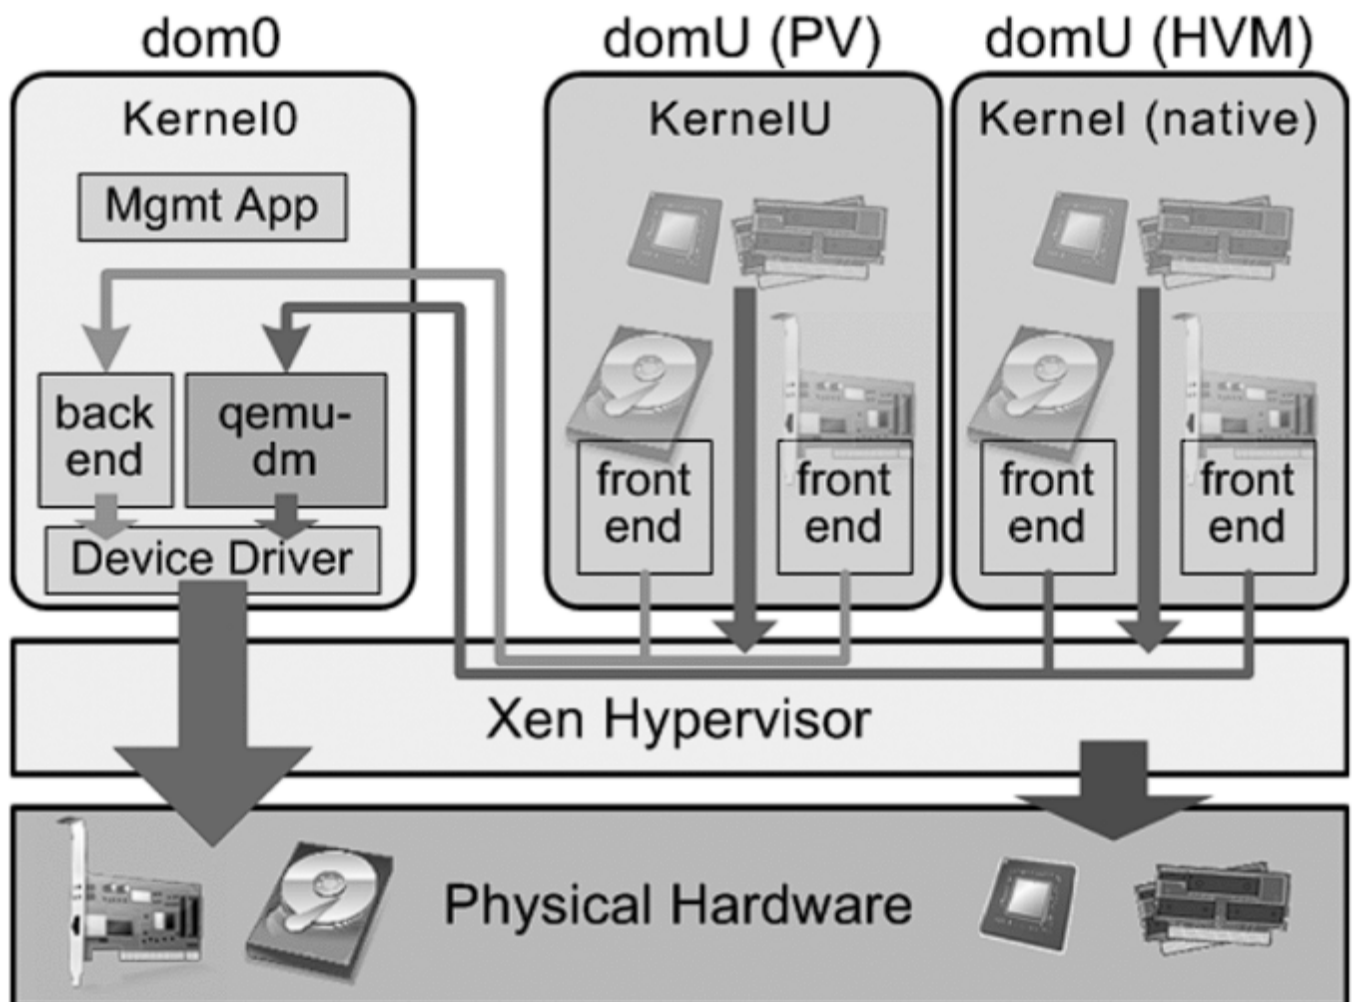 dom0
Kernel0
Mgmt App
back
end
qemu-
dm
Device Driver
domU (PV)
KernelU
front
end
front
end
domU (HVM)
Kernel (native)
front
end
front
end
Xen Hypervisor
Physical Hardware